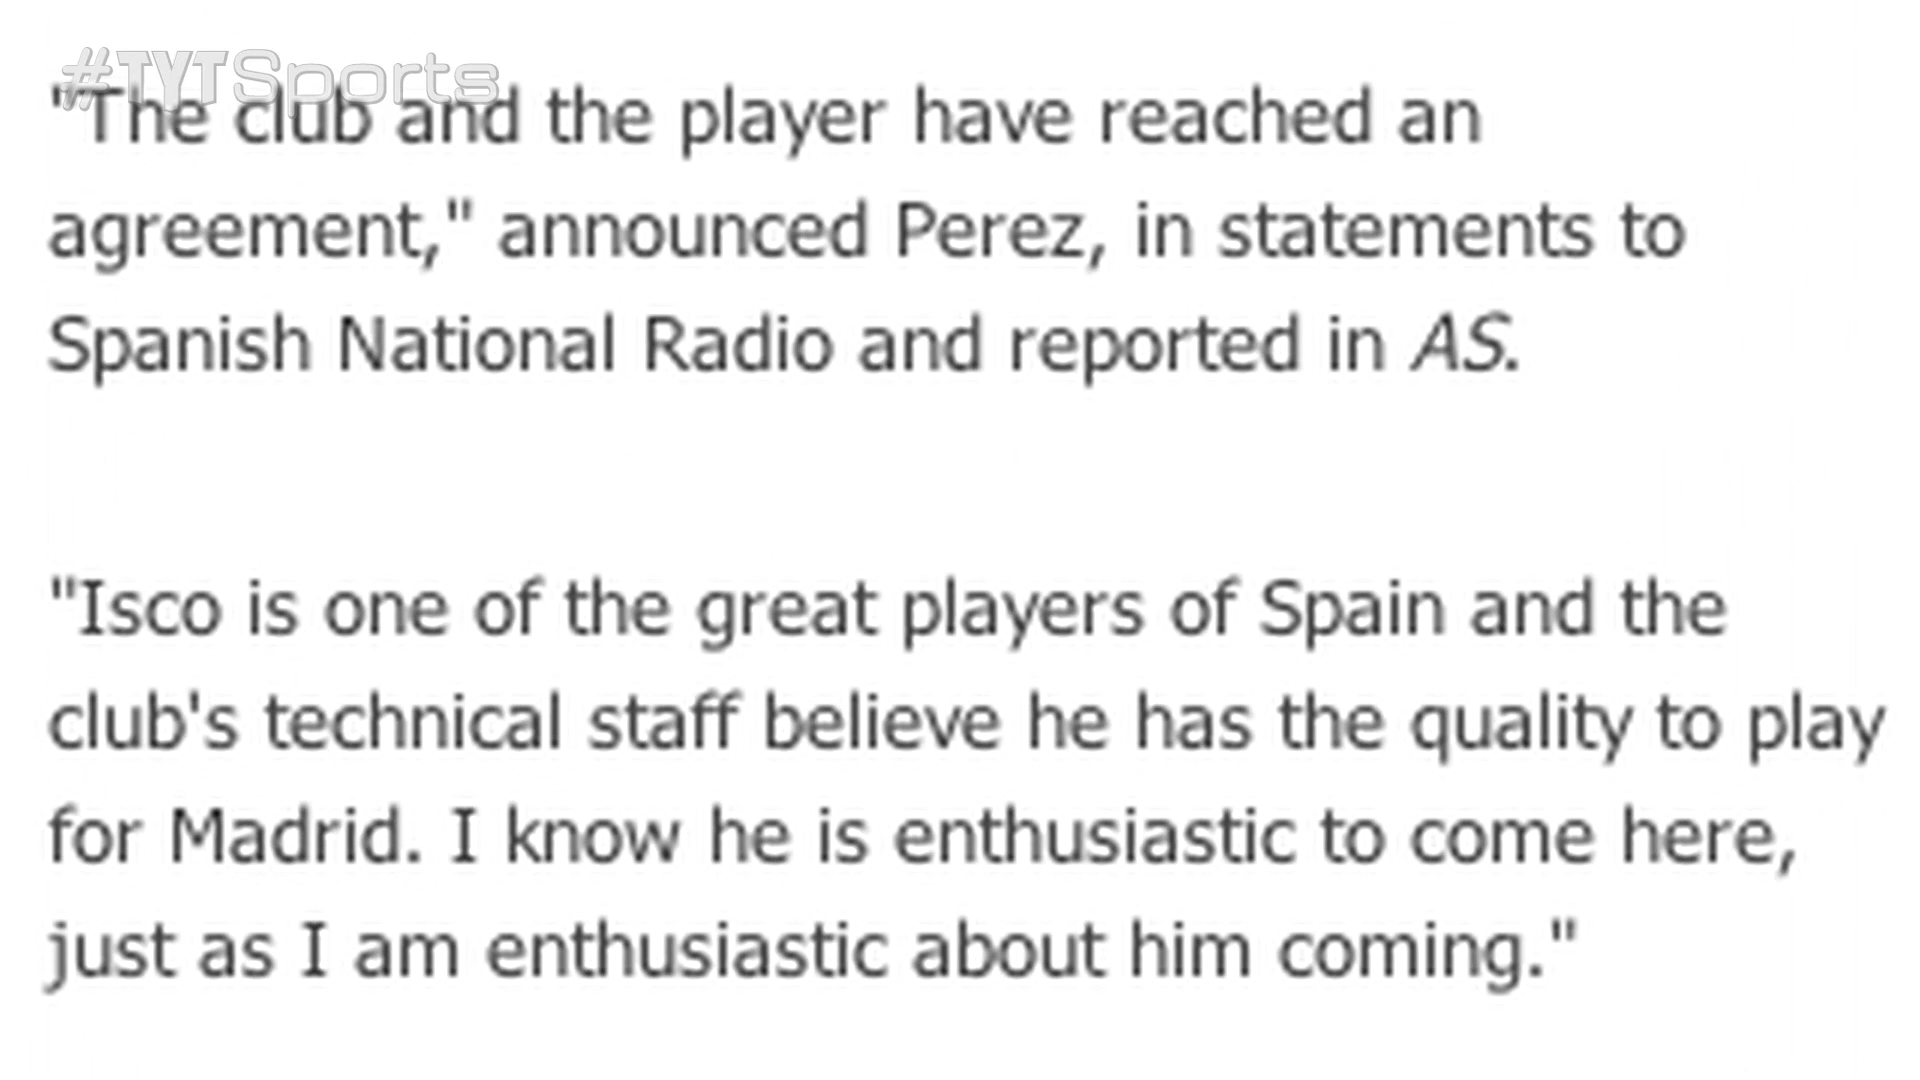 #TYTSports
"The club and the player have reached an
agreement," announced Perez, in statements to
Spanish National Radio and reported in AS.
"Isco is one of the great players of Spain and the
club's technical staff believe he has the quality to play
for Madrid. I know he is enthusiastic to come here,
just as I am enthusiastic about him coming."